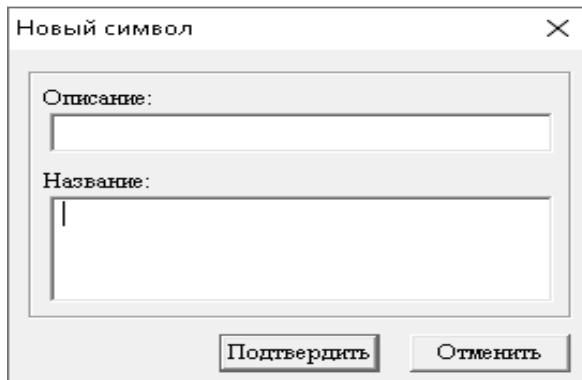 Новый символ
Описание:
Название:
Подтвердить
Отменить